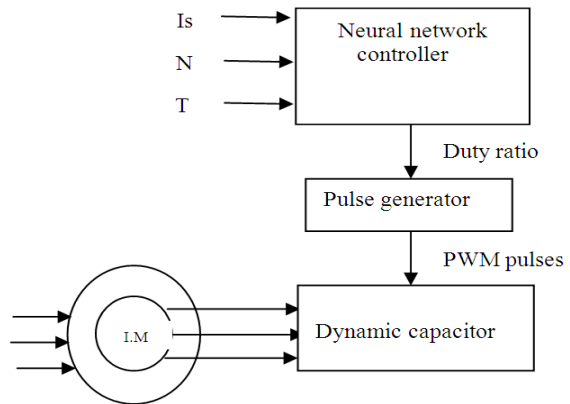 Is
N
T
Neural network
controller
Duty ratio
Pulse generator
PWM pulses
I.M
Dynamic capacitor